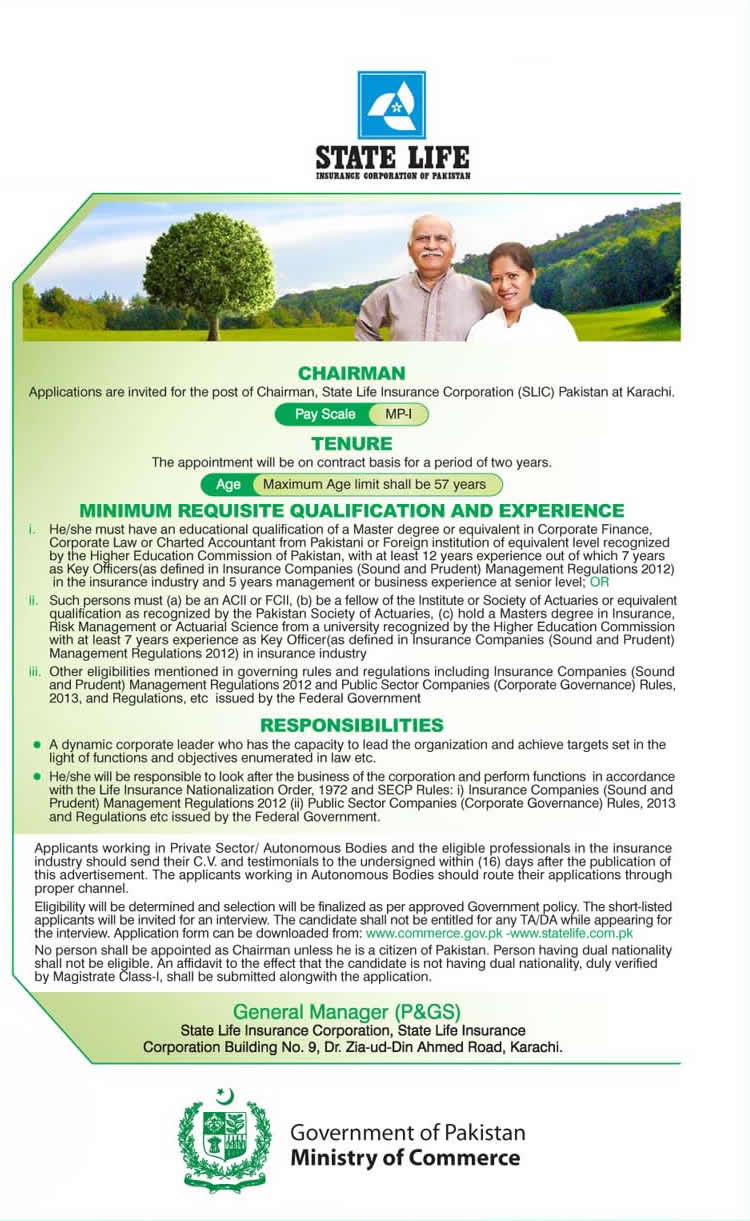 STATE LIFE
INSURANCE CORPORATION OF PAKISTAN
CHAIRMAN
Applications are invited for the post of Chairman, State Life Insurance Corporation (SLIC) Pakistan at Karachi.
Pay Scale MP-I
TENURE
The appointment will be on contract basis for a period of two years.
Age Maximum Age limit shall be 57 years
MINIMUM REQUISITE QUALIFICATION AND EXPERIENCE
i. He/she must have an educational qualification of a Master degree or equivalent in Corporate Finance,
Corporate Law or Charted Accountant from Pakistani or Foreign institution of equivalent level recognized
by the Higher Education Commission of Pakistan, with at least 12 years experience out of which 7 years
as Key Officers(as defined in Insurance Companies (Sound and Prudent) Management Regulations 2012)
in the insurance industry and 5 years management or business experience at senior level; OR
ii. Such persons must (a) be an ACII or FCII, (b) be a fellow of the Institute or Society of Actuaries or equivalent
qualification as recognized by the Pakistan Society of Actuaries, (c) hold a Masters degree in Insurance,
Risk Management or Actuarial Science from a university recognized by the Higher Education Commission
with at least 7 years experience as Key Officer(as defined in Insurance Companies (Sound and Prudent)
Management Regulations 2012) in insurance industry
iii. Other eligibilities mentioned in governing rules and regulations including Insurance Companies (Sound
and Prudent) Management Regulations 2012 and Public Sector Companies (Corporate Governance) Rules,
2013, and Regulations, etc issued by the Federal Government
RESPONSIBILITIES
● A dynamic corporate leader who has the capacity to lead the organization and achieve targets set in the
light of functions and objectives enumerated in law etc.
● He/she will be responsible to look after the business of the corporation and perform functions in accordance
with the Life Insurance Nationalization Order, 1972 and SECP Rules: i) Insurance Companies (Sound and
Prudent) Management Regulations 2012 (ii) Public Sector Companies (Corporate Governance) Rules, 2013
and Regulations etc issued by the Federal Government.
Applicants working in Private Sector/ Autonomous Bodies and the eligible professionals in the insurance
industry should send their C.V. and testimonials to the undersigned within (16) days after the publication of
this advertisement. The applicants working in Autonomous Bodies should route their applications through
proper channel.
Eligibility will be determined and selection will be finalized as per approved Government policy. The short-listed
applicants will be invited for an interview. The candidate shall not be entitled for any TA/DA while appearing for
the interview. Application form can be downloaded from: www.commerce.gov.pk -www.statelife.com.pk
No person shall be appointed as Chairman unless he is a citizen of Pakistan. Person having dual nationality
shall not be eligible. An affidavit to the effect that the candidate is not having dual nationality, duly verified
by Magistrate Class-I, shall be submitted alongwith the application.
General Manager (P&GS)
State Life Insurance Corporation, State Life Insurance
Corporation Building No. 9, Dr. Zia-ud-Din Ahmed Road, Karachi.
Government of Pakistan
Ministry of Commerce